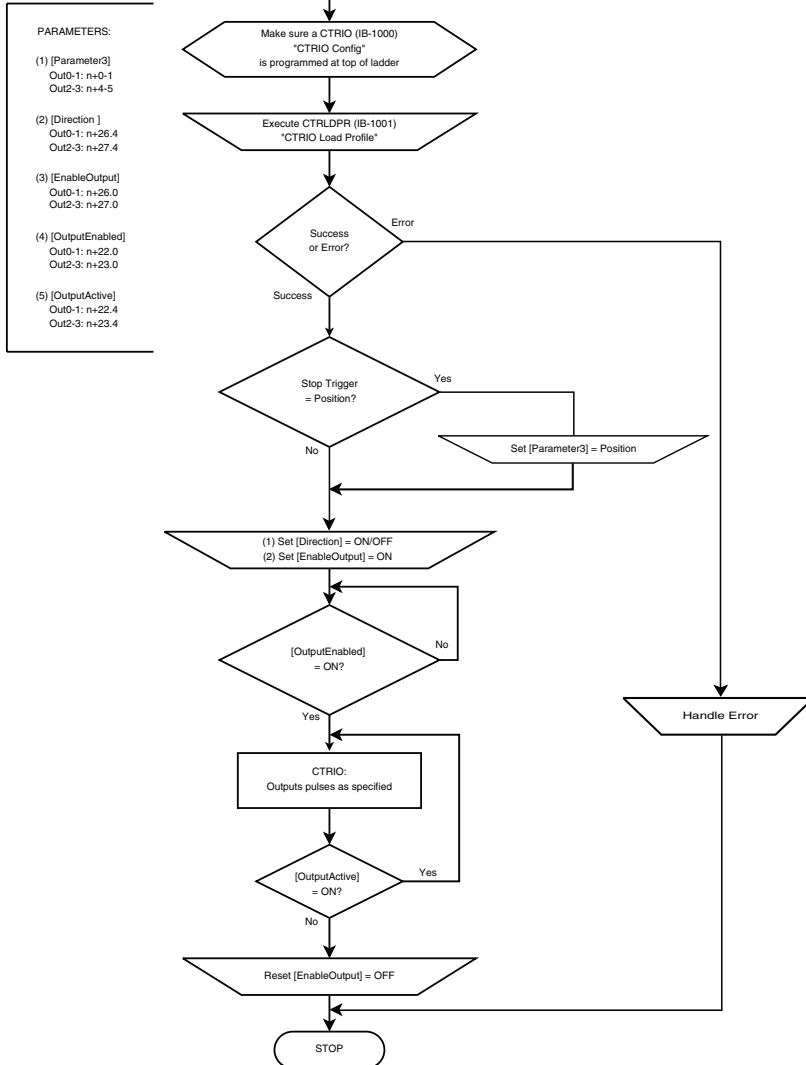 PARAMETERS:
(1) [Parameter3]
Out0-1: n+0-1
Out2-3: n+4-5
(2) [Direction ]
Out0-1: n+26.4
Out2-3: n+27.4
(3) [EnableOutput]
Out0-1: n+26.0
Out2-3: n+27.0
(4) [OutputEnabled]
Out0-1: n+22.0
Out2-3: n+23.0
(5) [OutputActive]
Out0-1: n+22.4
Out2-3: n+23.4
Make sure a CTRIO (IB-1000)
"CTRIO Config"
is programmed at top of ladder
Execute CTRLDPR (IB-1001)
"CTRIO Load Profile"
Success
or Error?
Error
Success
Stop Trigger
= Position?
Yes
No
Set [Parameter3] = Position
(1) Set [Direction] = ON/OFF
(2) Set [EnableOutput] = ON
[OutputEnabled]
= ON?
No
Yes
Handle Error
CTRIO:
Outputs pulses as specified
[OutputActive]
= ON?
Yes
No
Reset [EnableOutput] = OFF
STOP